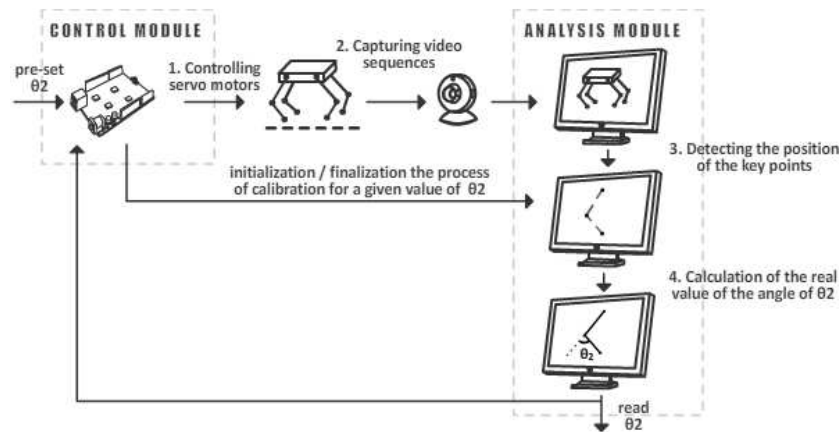 CONTROL MODULE
ANALYSIS MODULE
pre-set
θ2
1. Controlling
servo motors
2. Capturing video
sequences
3. Detecting the position
of the key points
initialization / finalization the process
of calibration for a given value of θ2
4. Calculation of the real
value of the angle of θ2
θ₂
read
θ2